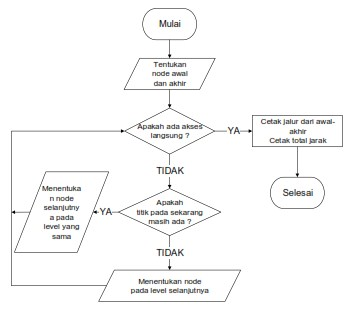 Mulai
Tentukan
node awal
dan akhir
Apakah ada akses
langsung ?
YA
Cetak jalur dari awal-
akhir
Cetak total jarak
Selesai
TIDAK
Apakah
titik pada sekarang
masih ada ?
YA
Menentuka
n node
selanjutny
a pada
level yang
sama
TIDAK
Menentukan node
pada level selanjutnya